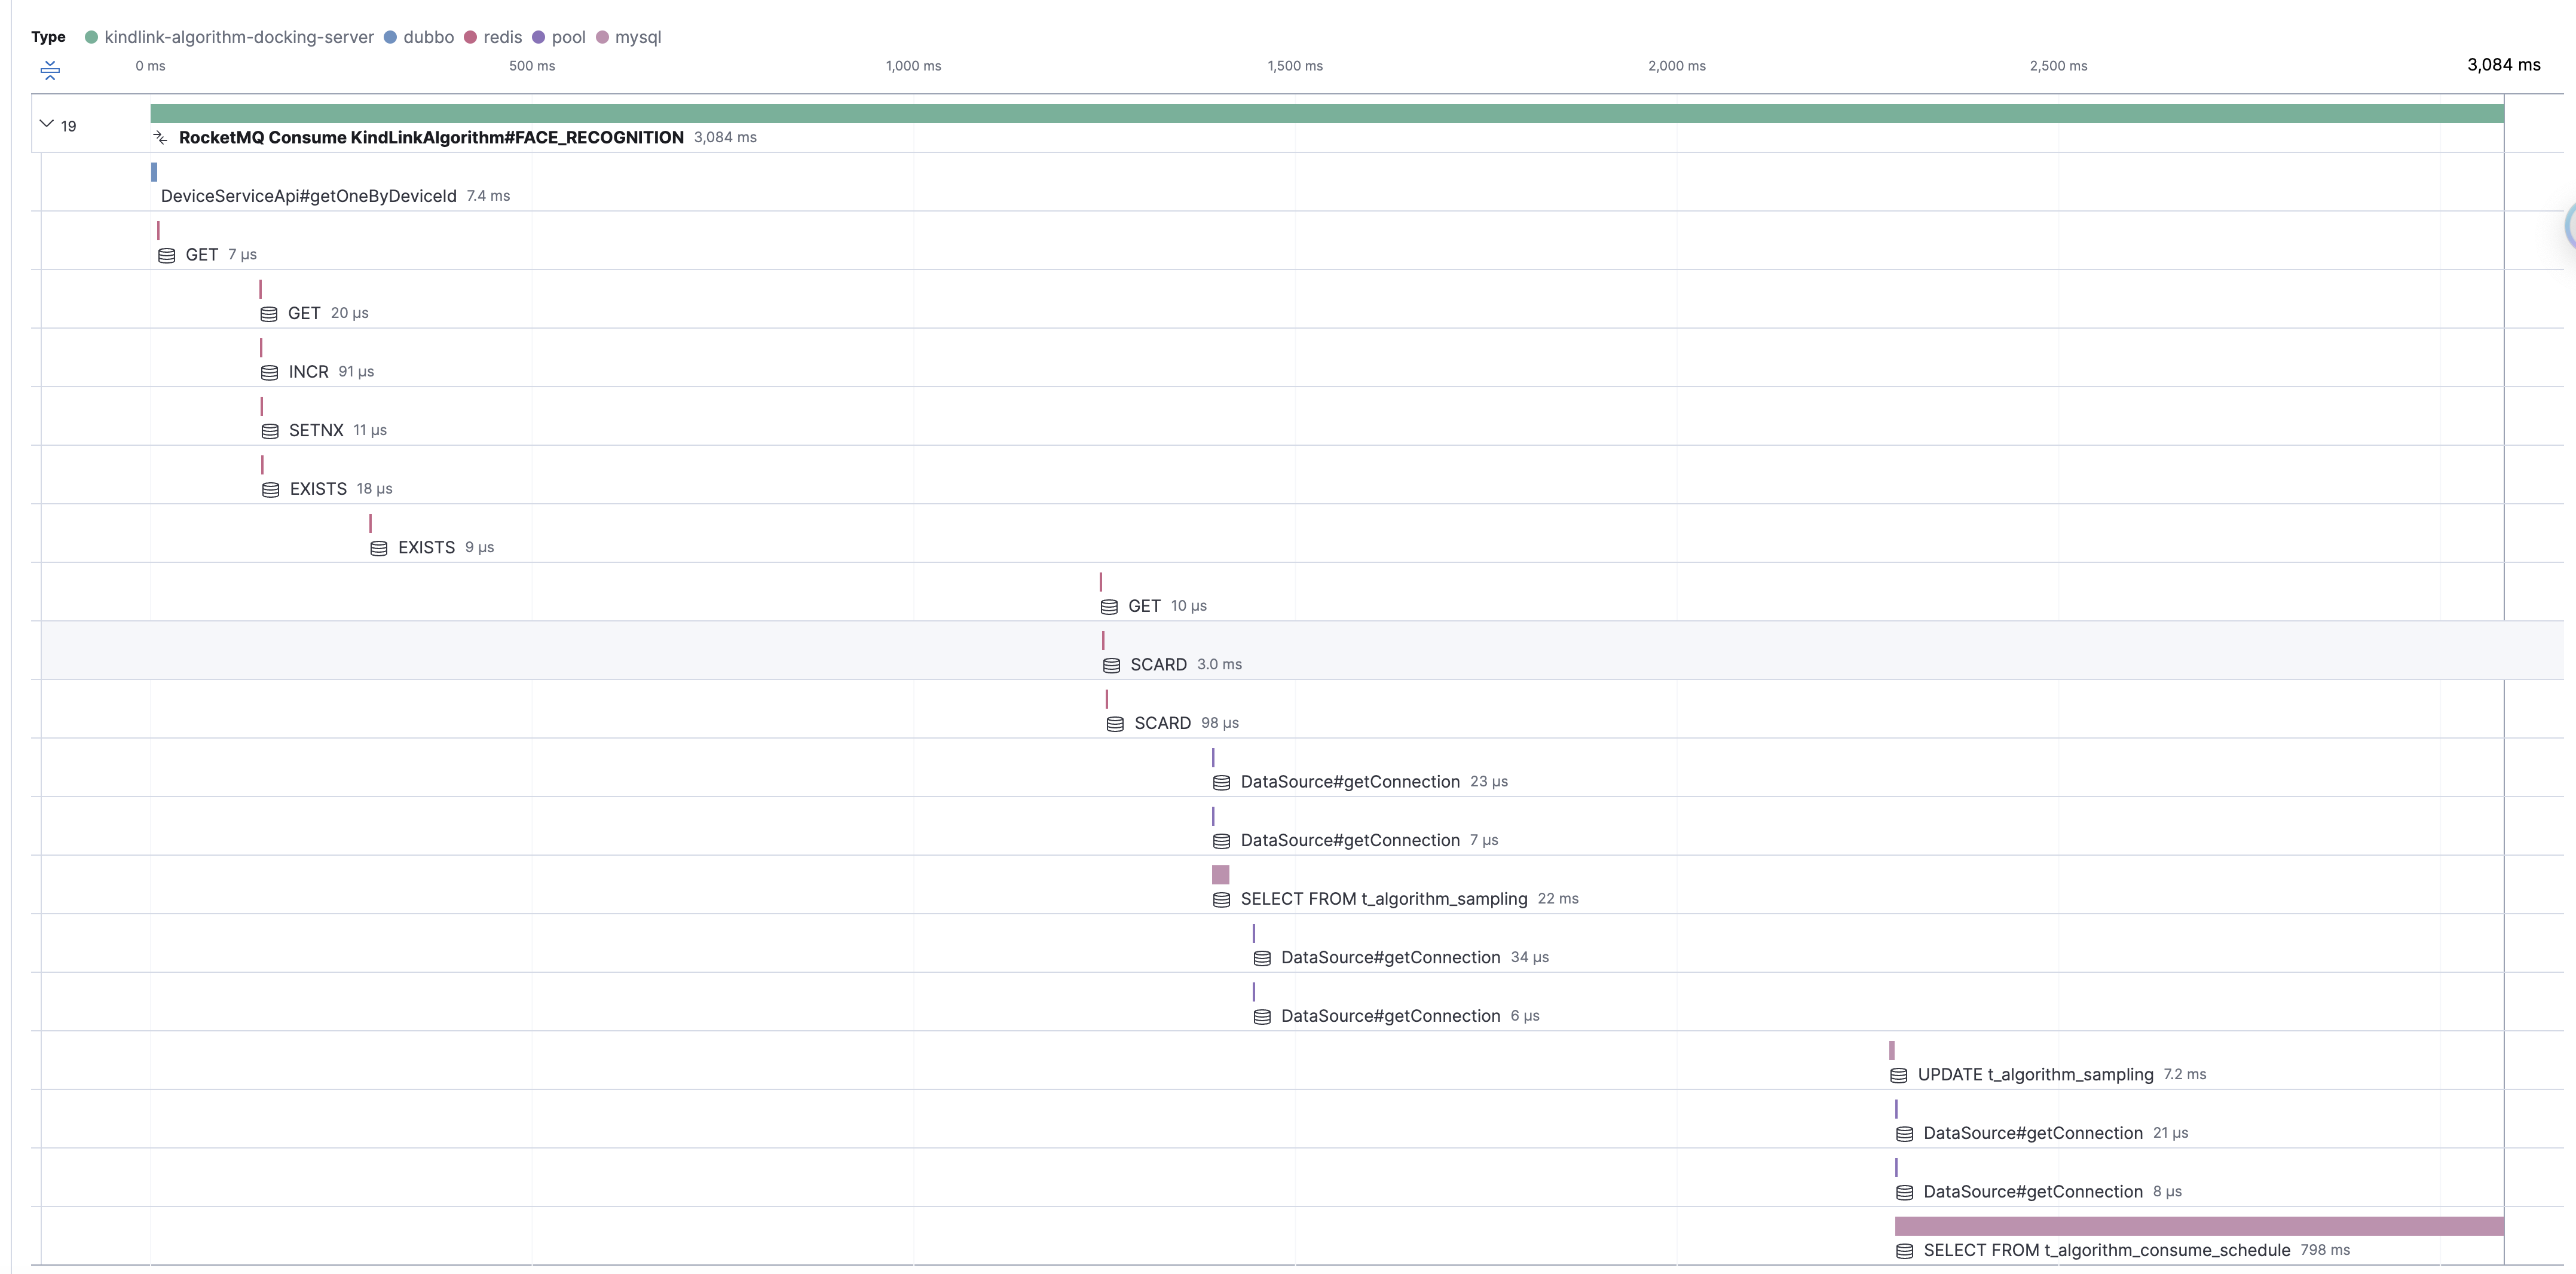 Type kindlink-algorithm-docking-server dubbo redis pool mysql
0 ms 500 ms 1,000 ms 1,500 ms 2,000 ms 2,500 ms 3,084 ms
19
RocketMQ Consume KindLinkAlgorithm#FACE_RECOGNITION 3,084 ms
DeviceServiceApi#getOneByDeviceId 7.4 ms
GET 7 μs
GET 20 μs
INCR 91 μs
SETNX 11 μs
EXISTS 18 μs
EXISTS 9 μs
GET 10 μs
SCARD 3.0 ms
SCARD 98 μs
DataSource#getConnection 23 μs
DataSource#getConnection 7 μs
SELECT FROM t_algorithm_sampling 22 ms
DataSource#getConnection 34 μs
DataSource#getConnection 6 μs
UPDATE t_algorithm_sampling 7.2 ms
DataSource#getConnection 21 μs
DataSource#getConnection 8 μs
SELECT FROM t_algorithm_consume_schedule 798 ms